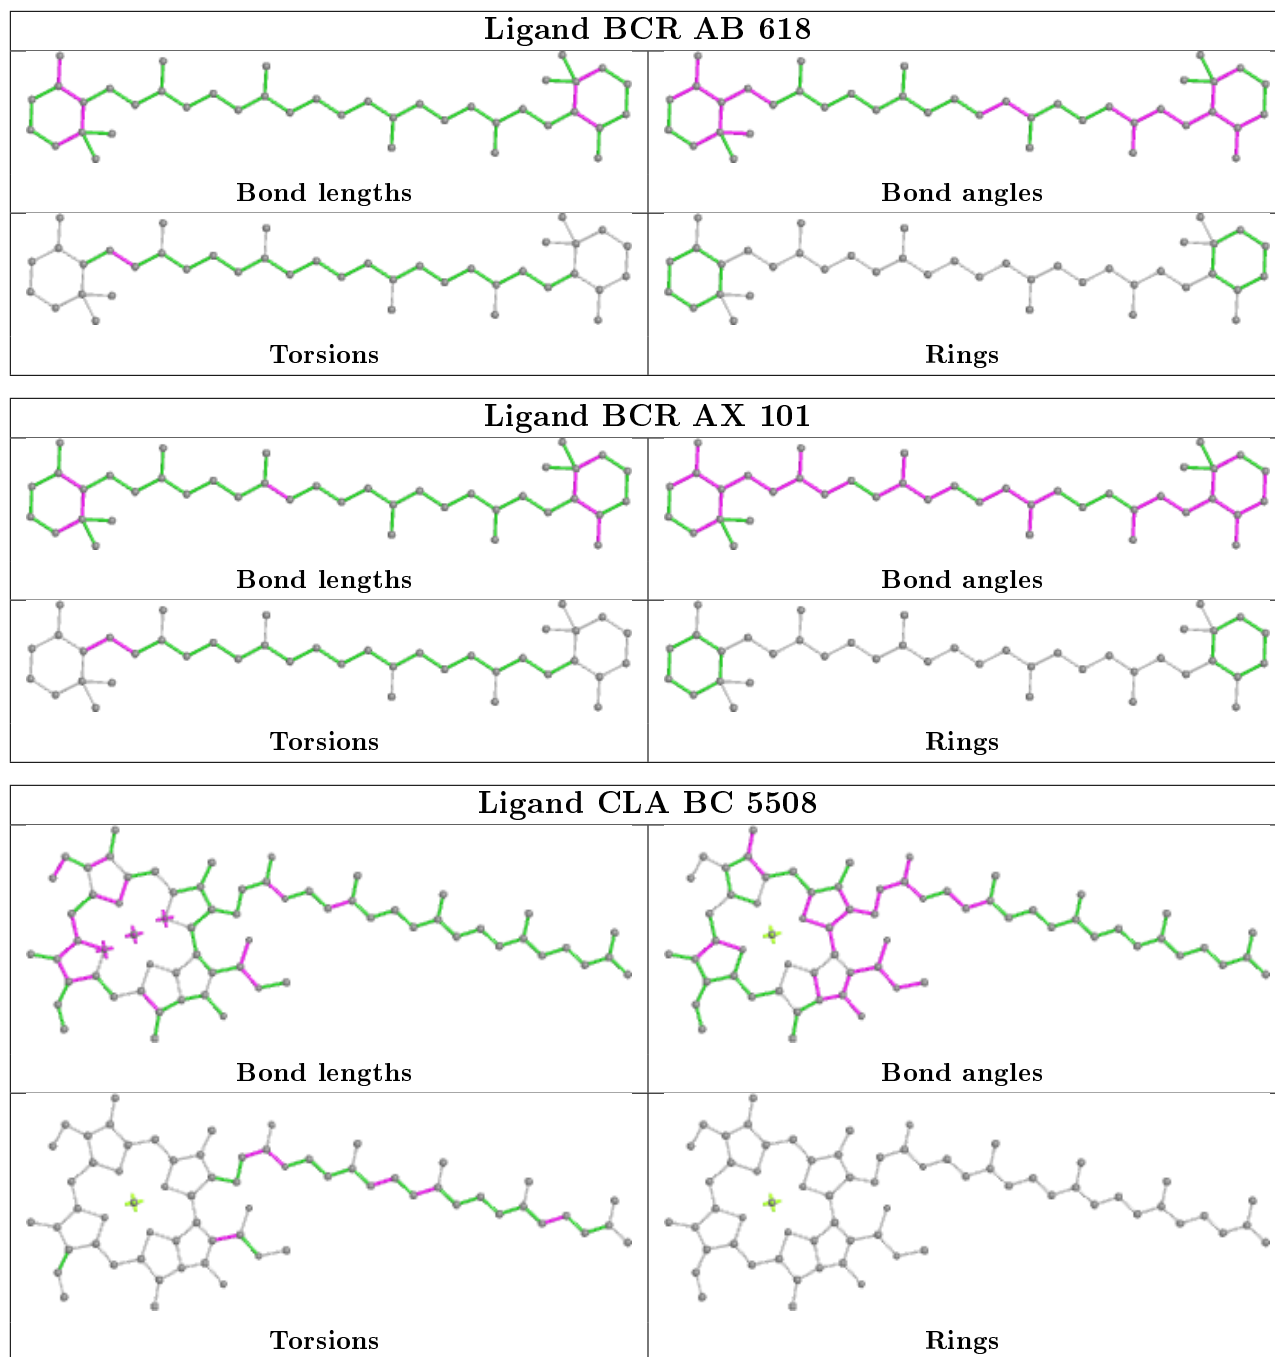 Ligand BCR AB 618
Bond lengths
Bond angles
Torsions
Rings
Ligand BCR AX 101
Bond lengths
Bond angles
Torsions
Rings
Ligand CLA BC 5508
Bond lengths
Bond angles
Torsions
Rings